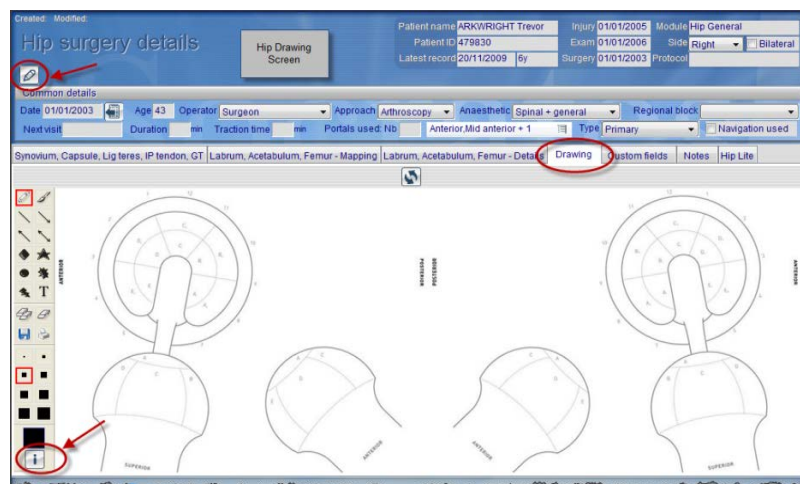 Created: Modified:
Hip surgery details
Hip Drawing
Screen
Patient name ARKWRIGHT Trevor
Injury 01/01/2005
Module Hip General
Patient ID 479830
Exam 01/01/2006
Side Right
Bilateral
Latest record 20/11/2009 6y
Surgery 01/01/2003
Protocol
Common details
Date 01/01/2003 Age 43 Operator Surgeon Approach Arthroscopy Anaesthetic Spinal + general Regional block
Next visit Duration min Traction time min Portals used: Nb Anterior,Mid anterior + 1 Type Primary Navigation used
Synovium, Capsule, Lig teres, IP tendon, GT Labrum, Acetabulum, Femur - Mapping Labrum, Acetabulum, Femur - Details Drawing Custom fields Notes Hip Lite
T
ANTERIOR
POSTERIOR
POSTERIOR
ANTERIOR
i
SUPERIOR
ANTERIOR
ANTERIOR
SUPERIOR